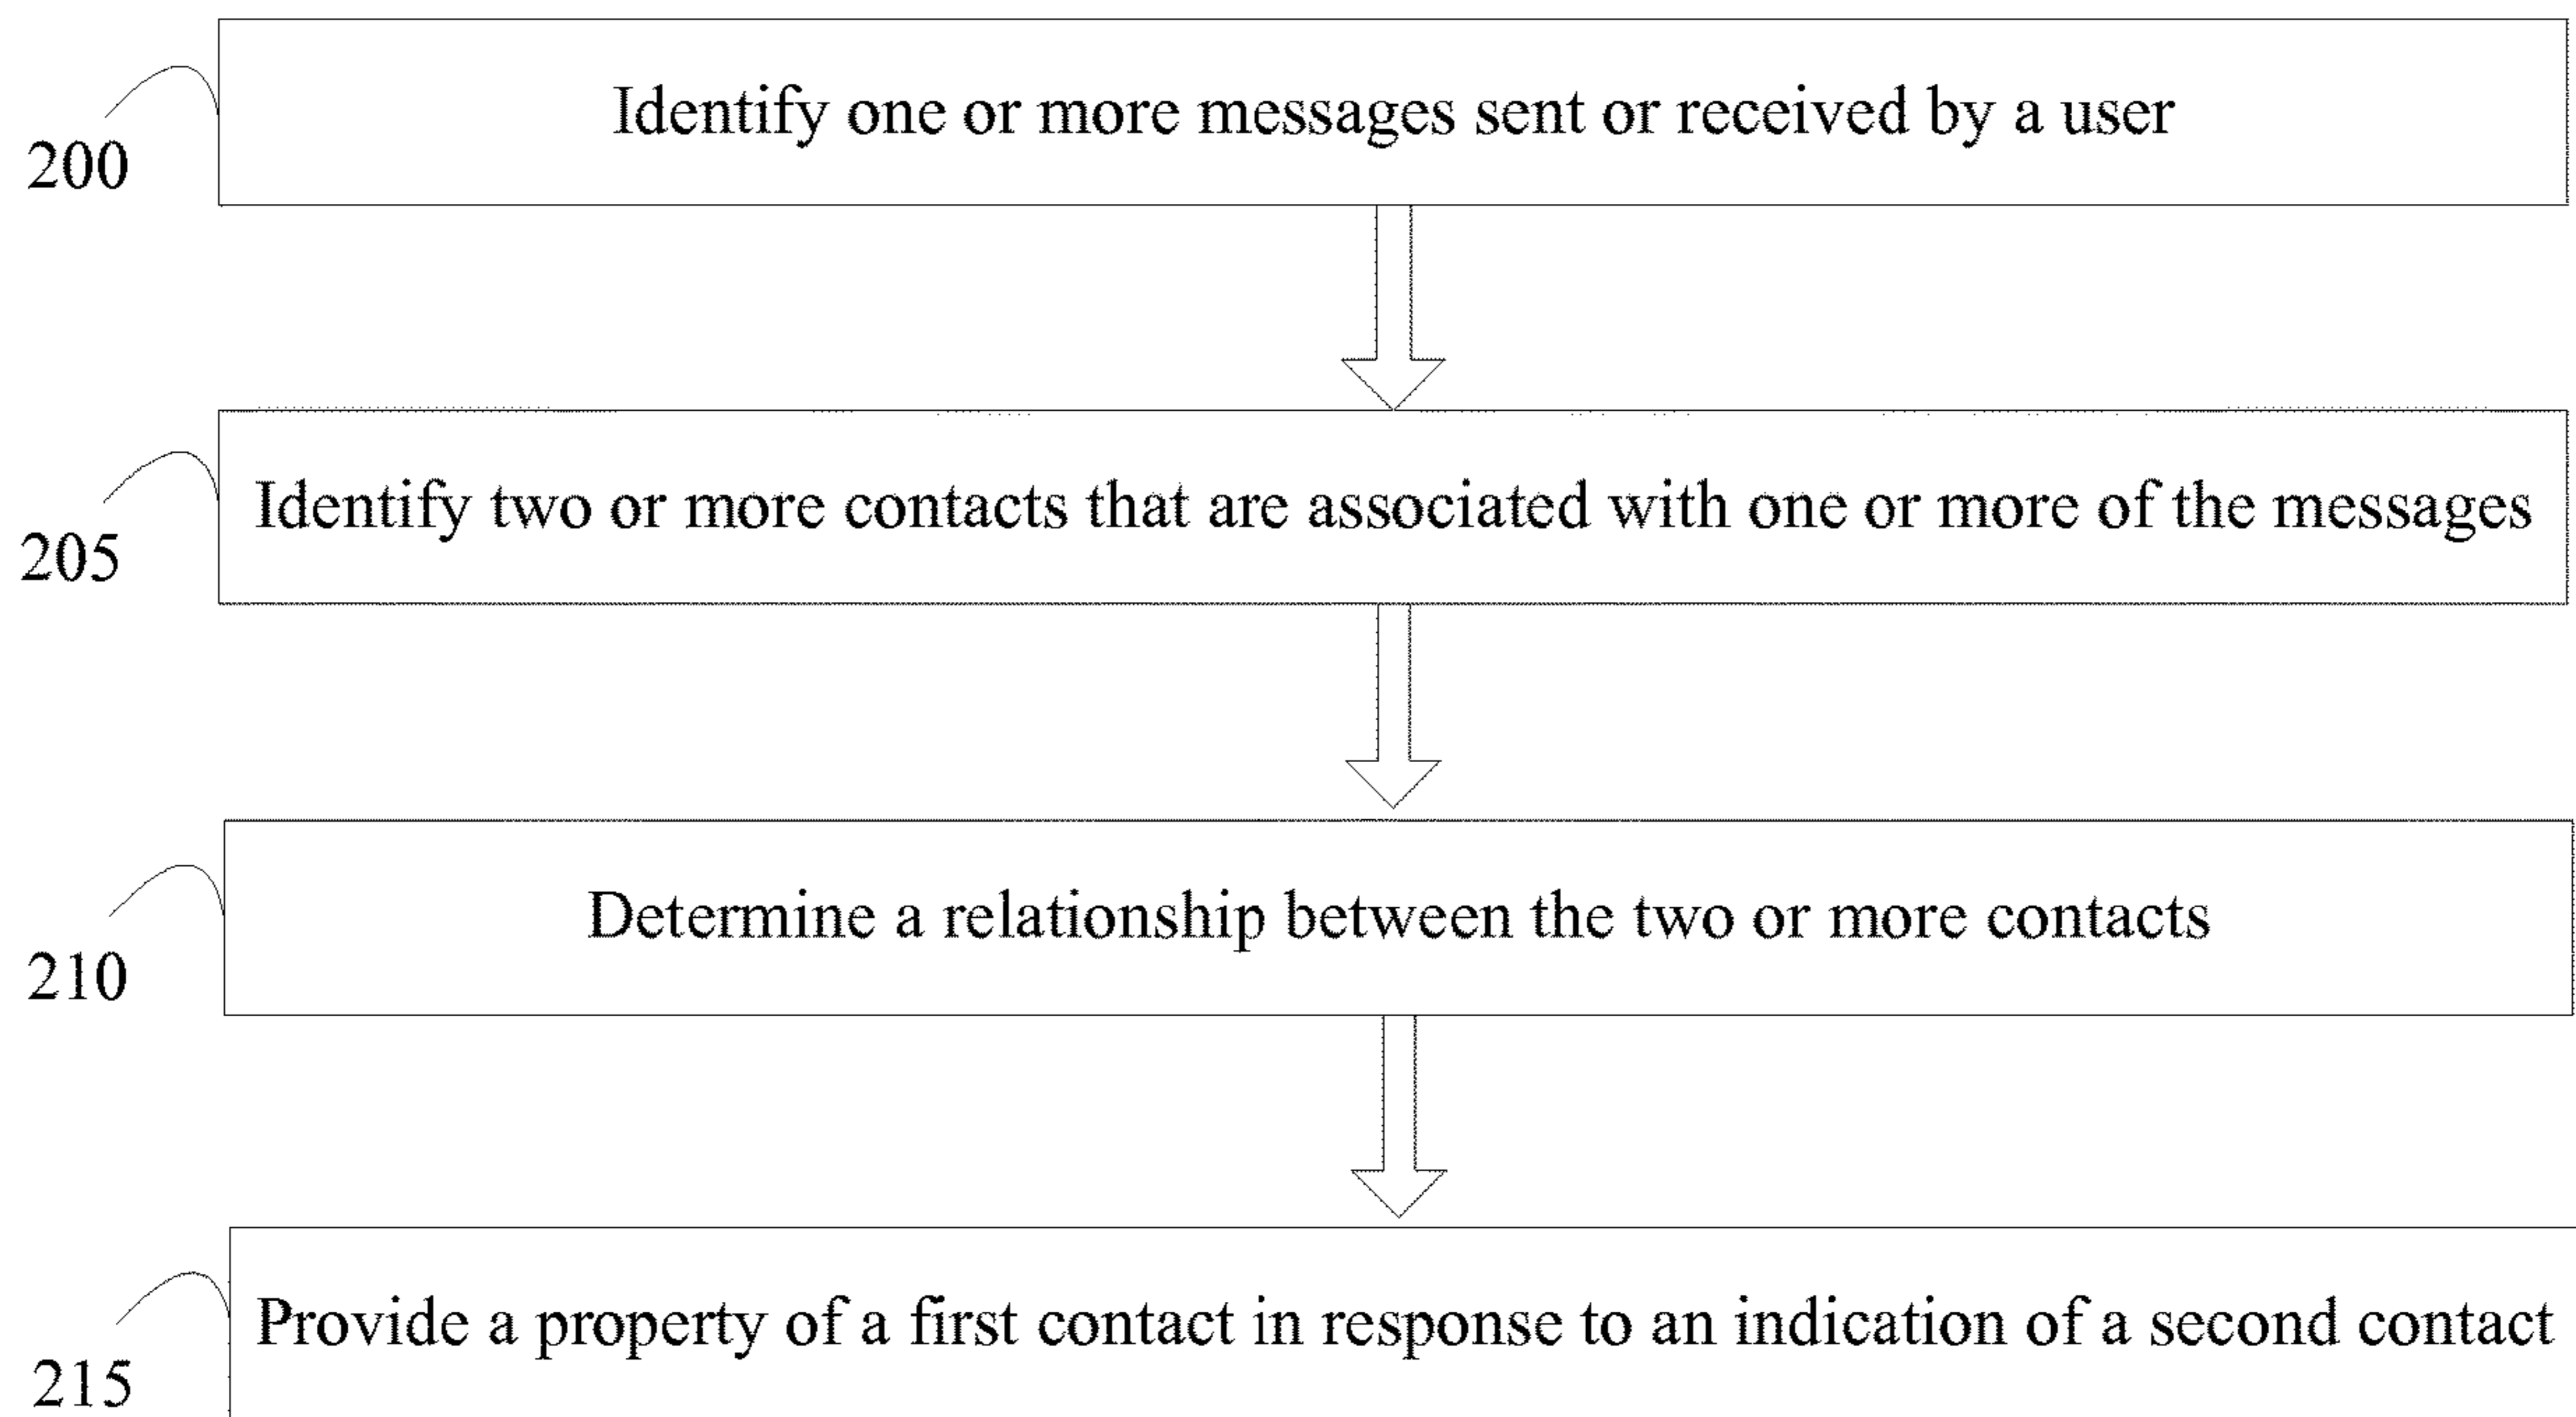 Identify one or more messages sent or received by a user
200
Identify two or more contacts that are associated with one or more of the messages
205
Determine a relationship between the two or more contacts
210
Provide a property of a first contact in response to an indication of a second contact
215